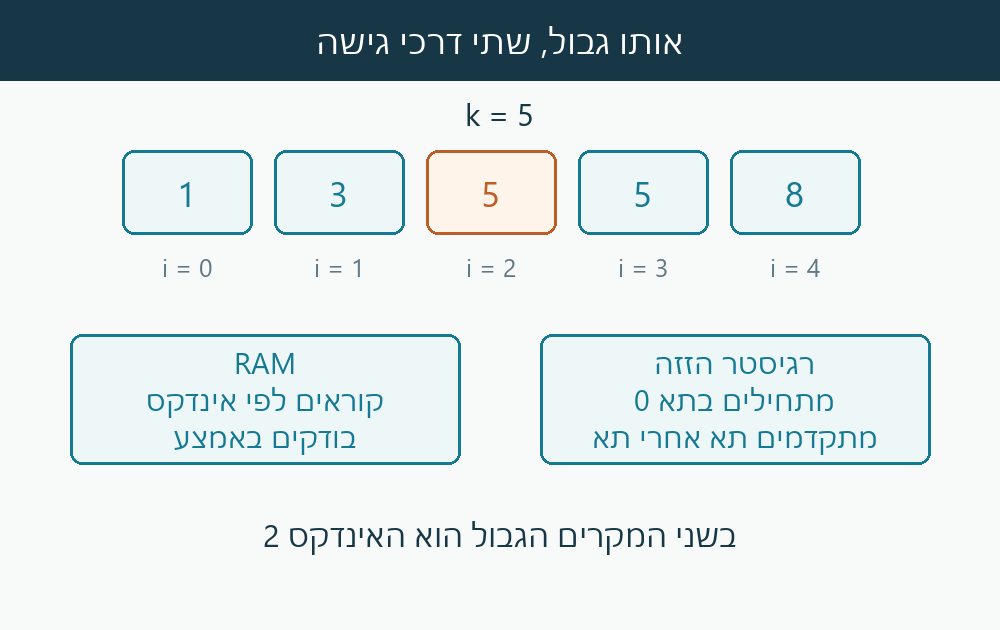 אותו גבול, שתי דרכי גישה
k = 5
1 3 5 5 8
i = 0 i = 1 i = 2 i = 3 i = 4
רגיסטר הזזה
מתחילים בתא 0
מתקדמים תא אחרי תא
RAM
קוראים לפי אינדקס
בודקים באמצע
בשני המקרים הגבול הוא האינדקס 2